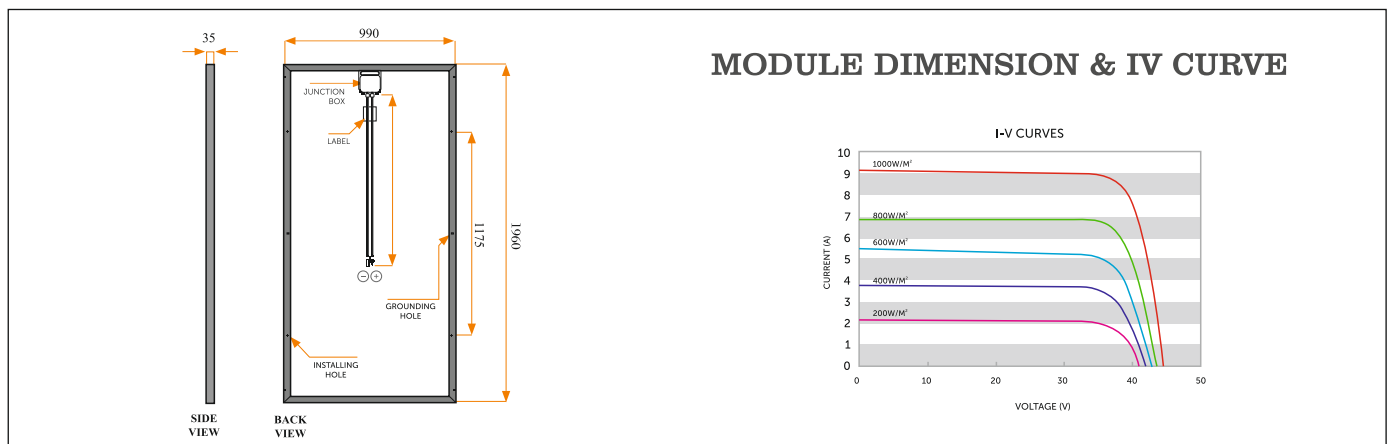 35
990
JUNCTION
BOX
LABEL
1175
1960
GROUNDING
HOLE
INSTALLING
HOLE
SIDE
VIEW
BACK
VIEW
MODULE DIMENSION & IV CURVE
I-V CURVES
10
9
8
7
6
5
4
3
2
1
0
CURRENT (A)
1000W/M²
800W/M²
600W/M²
400W/M²
200W/M²
0 10 20 30 40 50
VOLTAGE (V)